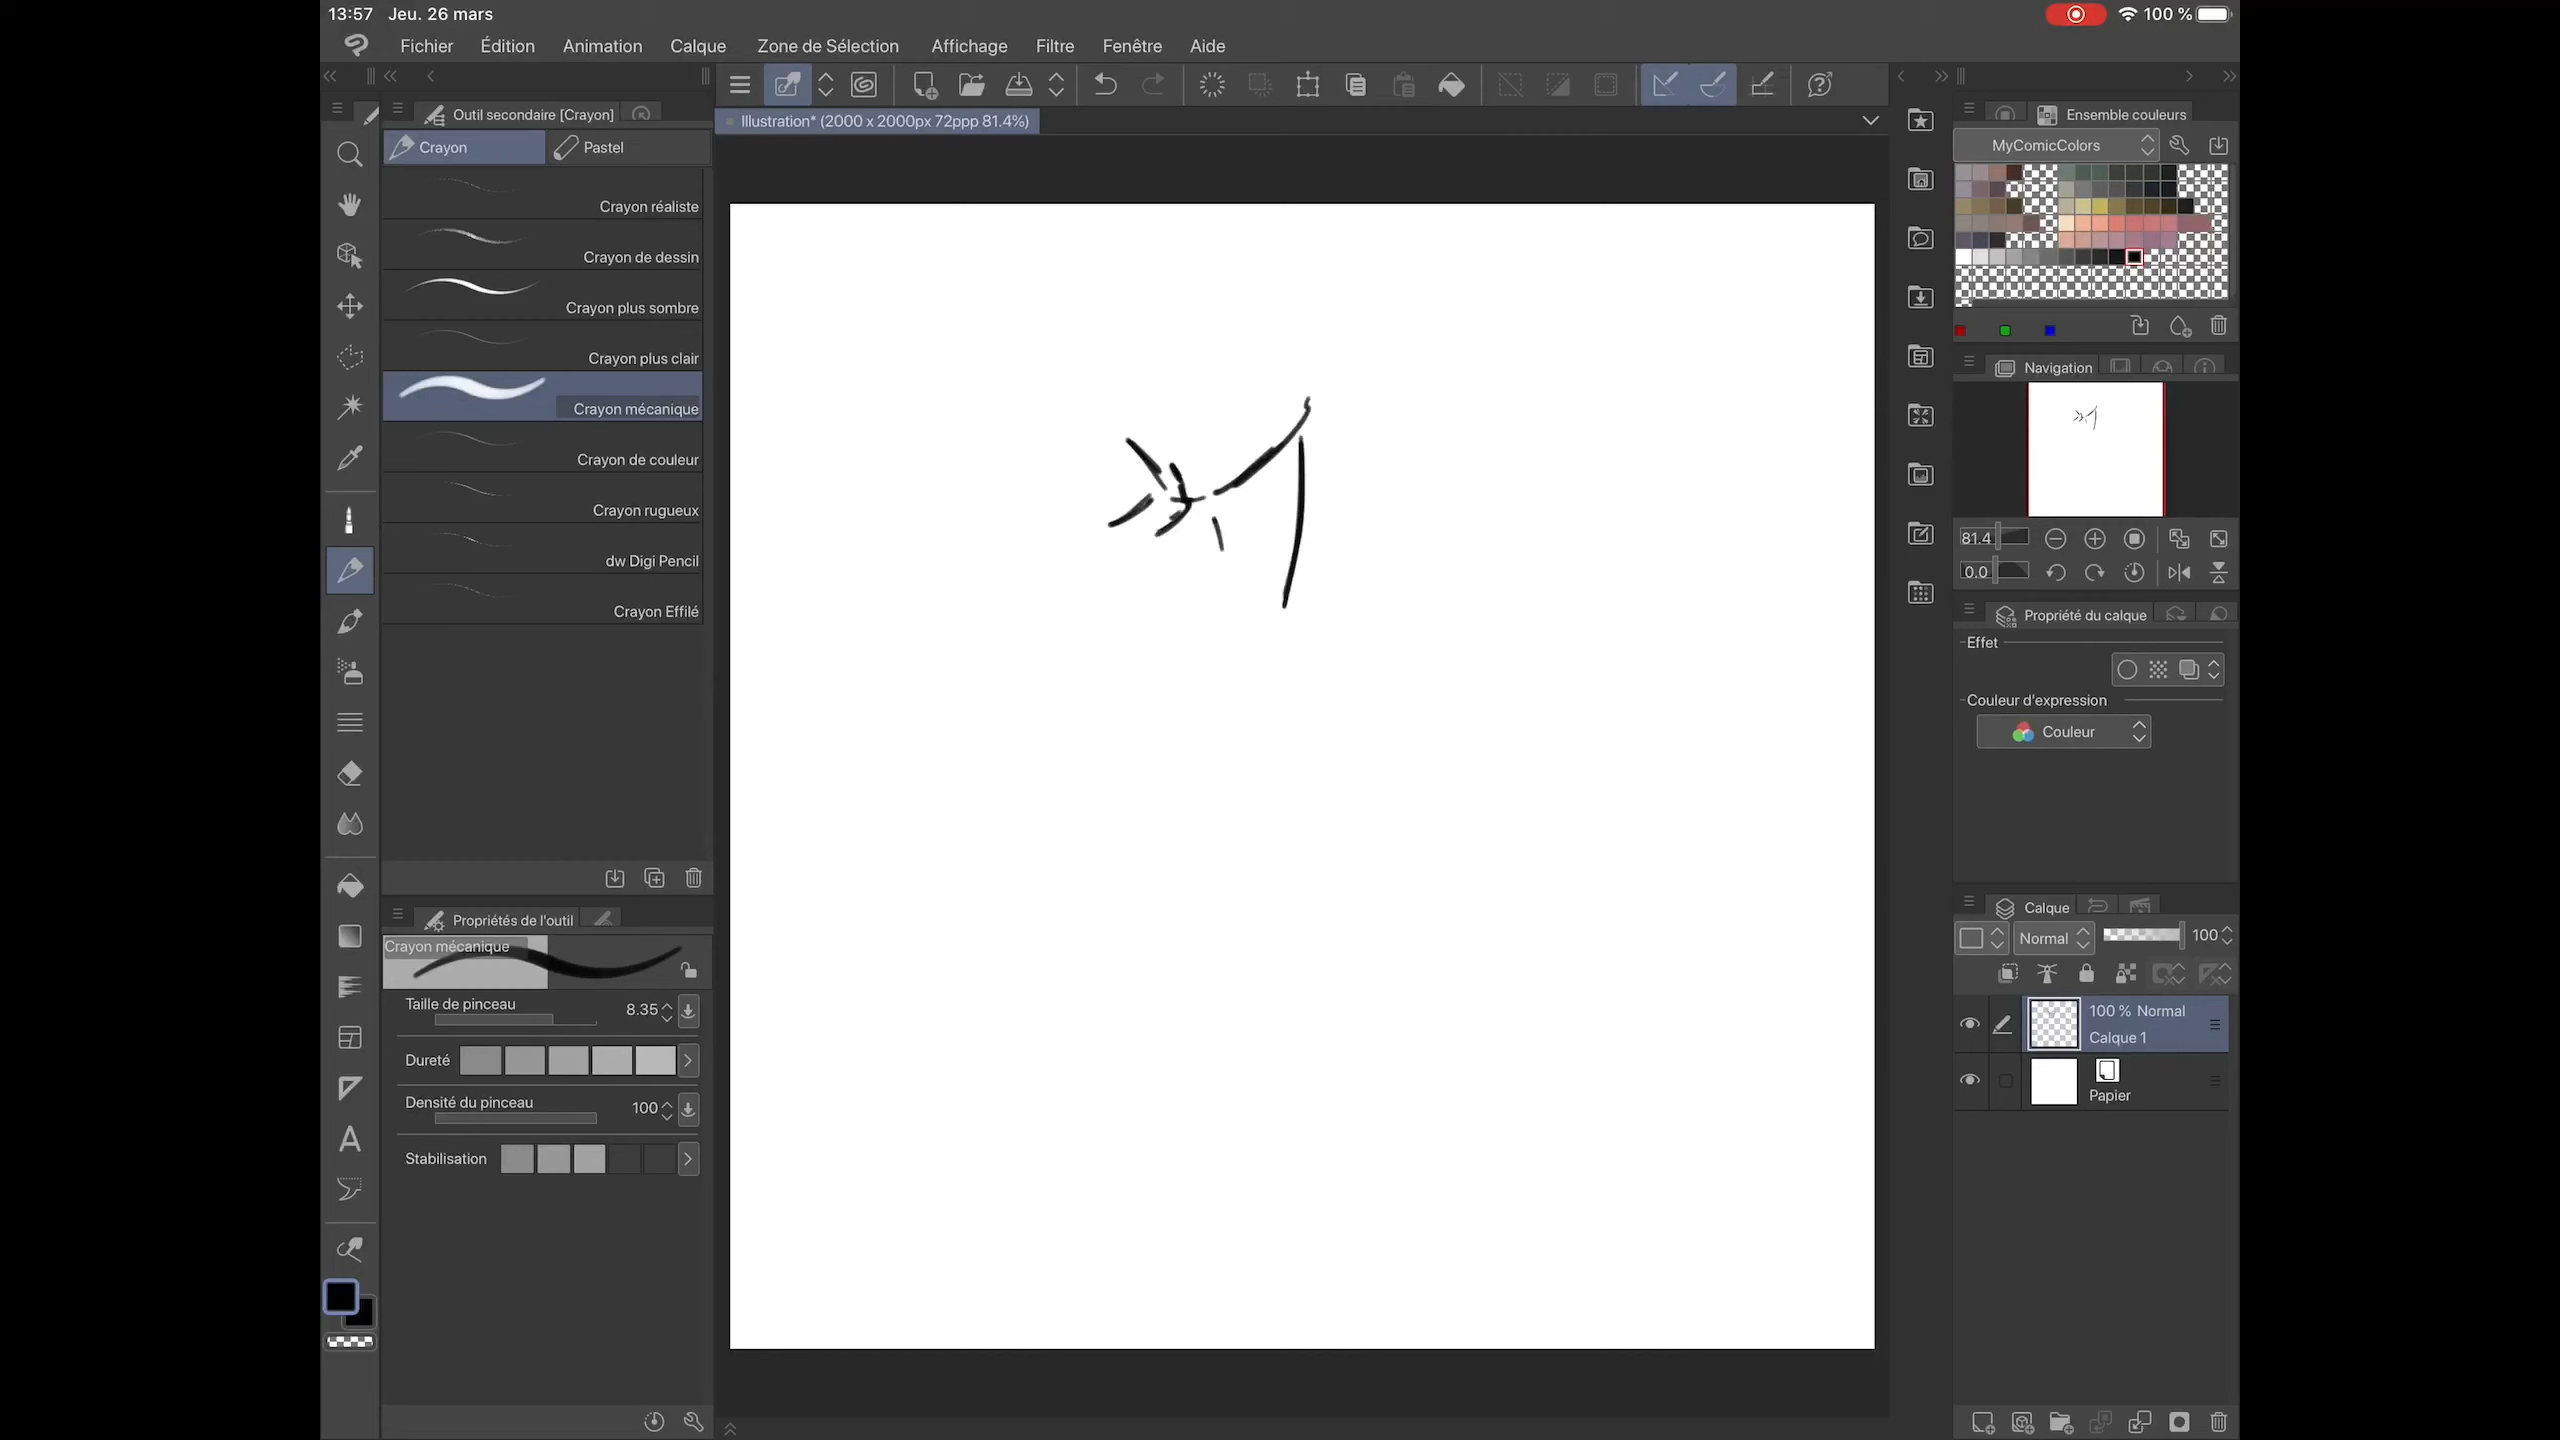 13:57 Jeu. 26 mars 100 %
Fichier Édition Animation Calque Zone de Sélection Affichage Filtre Fenêtre Aide
Outil secondaire [Crayon]
Crayon Pastel
Crayon réaliste
Crayon de dessin
Crayon plus sombre
Crayon plus clair
Crayon mécanique
Crayon de couleur
Crayon rugueux
dw Digi Pencil
Crayon Effilé
Propriétés de l'outil
Crayon mécanique
Taille de pinceau 8.35
Dureté
Densité du pinceau 100
Stabilisation
Illustration* (2000 x 2000px 72ppp 81.4%)
Ensemble couleurs
MyComicColors
Navigation
81.4
0.0
Propriété du calque
Effet
Couleur d'expression
Couleur
Calque
Normal 100
100 % Normal
Calque 1
Papier